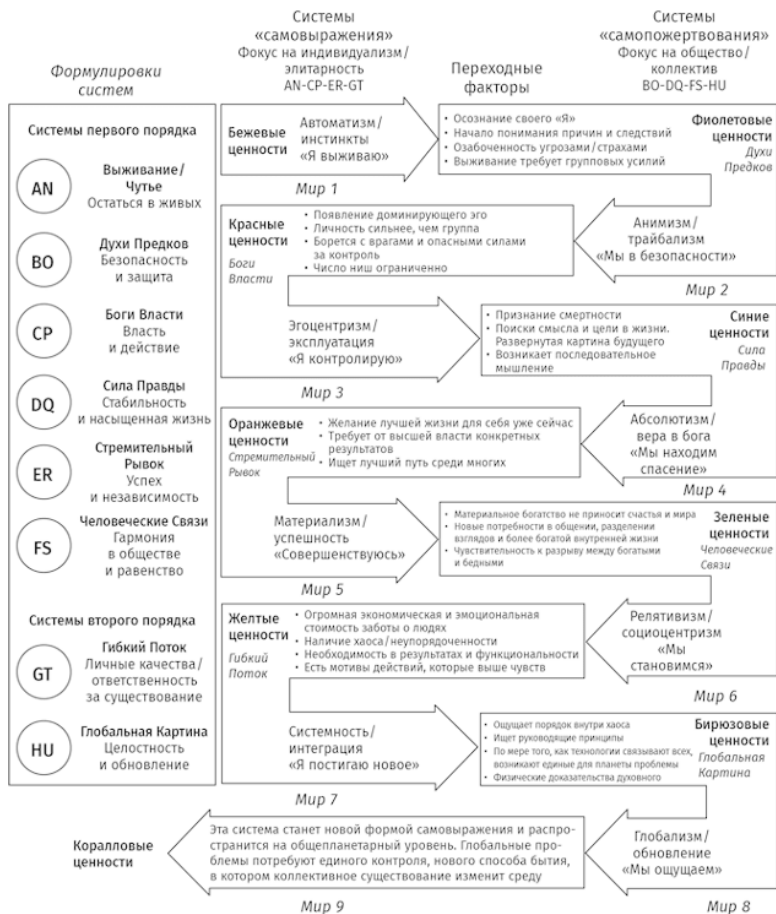 Формулировки
систем
Системы
«самовыражения»
Фокус на индивидуализм/
элитарность
AN-CP-ER-GT
Переходные
факторы
Системы
«самопожертвования»
Фокус на общество/
коллектив
BO-DQ-FS-HU
Системы первого порядка
AN
Выживание/
Чутье
Остаться в живых
BO
Духи Предков
Безопасность
и защита
CP
Боги Власти
Власть
и действие
DQ
Сила Правды
Стабильность
и насыщенная жизнь
ER
Стремительный
Рывок
Успех
и независимость
FS
Человеческие Связи
Гармония
в обществе
и равенство
Системы второго порядка
GT
Гибкий Поток
Личные качества/
ответственность
за существование
HU
Глобальная Картина
Целостность
и обновление
Бежевые
ценности
Автоматизм/
инстинкты
«Я выживаю»
Мир 1
• Осознание своего «Я»
• Начало понимания причин и следствий
• Озабоченность угрозами/страхами
• Выживание требует групповых усилий
Фиолетовые
ценности
Духи
Предков
Анимизм/
трайбализм
«Мы в безопасности»
Мир 2
Красные
ценности
Боги
Власти
• Появление доминирующего эго
• Личность сильнее, чем группа
• Борется с врагами и опасными силами
за контроль
• Число ниш ограниченно
Эгоцентризм/
эксплуатация
«Я контролирую»
Мир 3
• Признание смертности
• Поиски смысла и цели в жизни.
Развернутая картина будущего
• Возникает последовательное
мышление
Синие
ценности
Сила
Правды
Абсолютизм/
вера в бога
«Мы находим
спасение»
Мир 4
Оранжевые
ценности
Стремительный
Рывок
• Желание лучшей жизни для себя уже сейчас
• Требует от высшей власти конкретных
результатов
• Ищет лучший путь среди многих
Материализм/
успешность
«Совершенствуюсь»
Мир 5
• Материальное богатство не приносит счастья и мира
• Новые потребности в общении, разделении
взглядов и более богатой внутренней жизни
• Чувствительность к разрыву между богатыми
и бедными
Зеленые
ценности
Человеческие
Связи
Релятивизм/
социоцентризм «Мы
становимся»
Мир 6
Желтые
ценности
Гибкий
Поток
• Огромная экономическая и эмоциональная
стоимость заботы о людях
• Наличие хаоса/неупорядоченности
• Необходимость в результатах и функциональности
• Есть мотивы действий, которые выше чувств
Системность/
интеграция
«Я постигаю новое»
Мир 7
• Ощущает порядок внутри хаоса
• Ищет руководящие принципы
• По мере того, как технологии связывают всех,
возникают единые для планеты проблемы
• Физические доказательства духовного
Бирюзовые
ценности
Глобальная
Картина
Глобализм/
обновление
«Мы ощущаем»
Мир 8
Коралловые
ценности
Эта система станет новой формой самовыражения и распро-
странится на общепланетарный уровень. Глобальные про-
блемы потребуют единого контроля, нового способа бытия,
в котором коллективное существование изменит среду
Мир 9